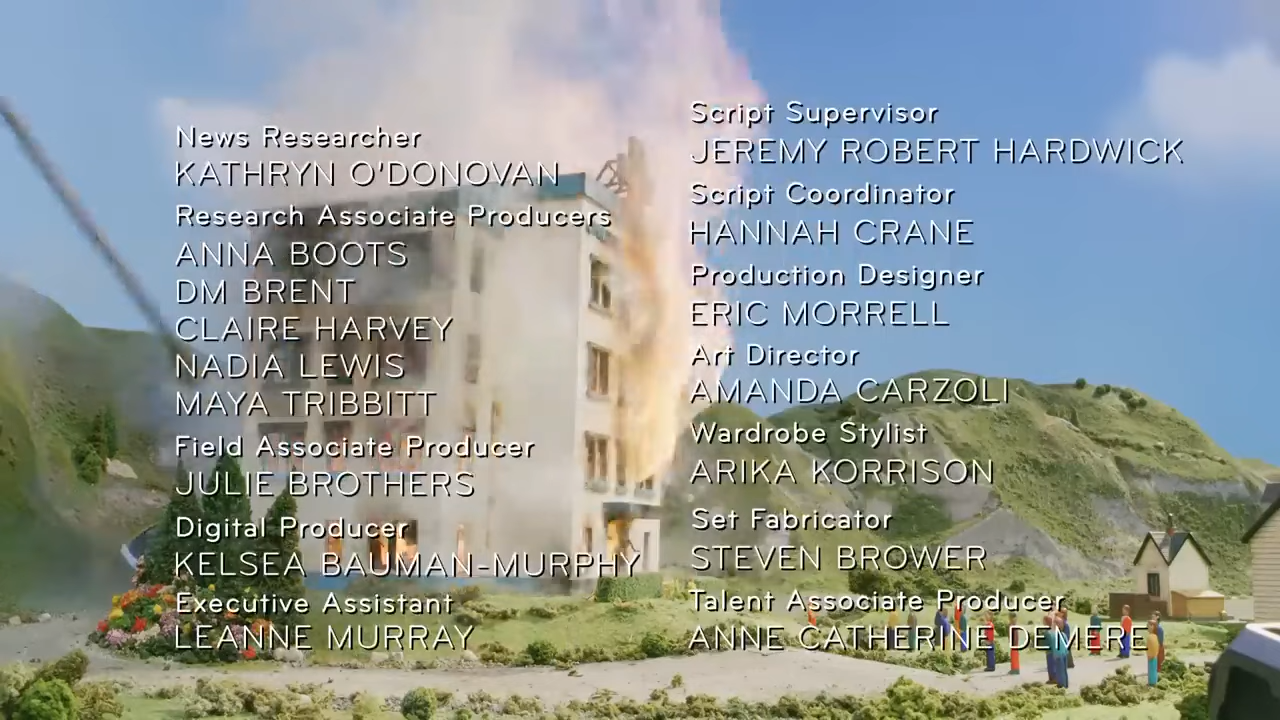 News Researcher
KATHRYN O'DONOVAN
Research Associate Producers
ANNA BOOTS
DM BRENT
CLAIRE HARVEY
NADIA LEWIS
MAYA TRIBBITT
Field Associate Producer
JULIE BROTHERS
Digital Producer
KELSEA BAUMAN-MURPHY
Executive Assistant
LEANNE MURRAY
Script Supervisor
JEREMY ROBERT HARDWICK
Script Coordinator
HANNAH CRANE
Production Designer
ERIC MORRELL
Art Director
AMANDA CARZOLI
Wardrobe Stylist
ARIKA KORRISON
Set Fabricator
STEVEN BROWER
Talent Associate Producer
ANNE CATHERINE DEMERE